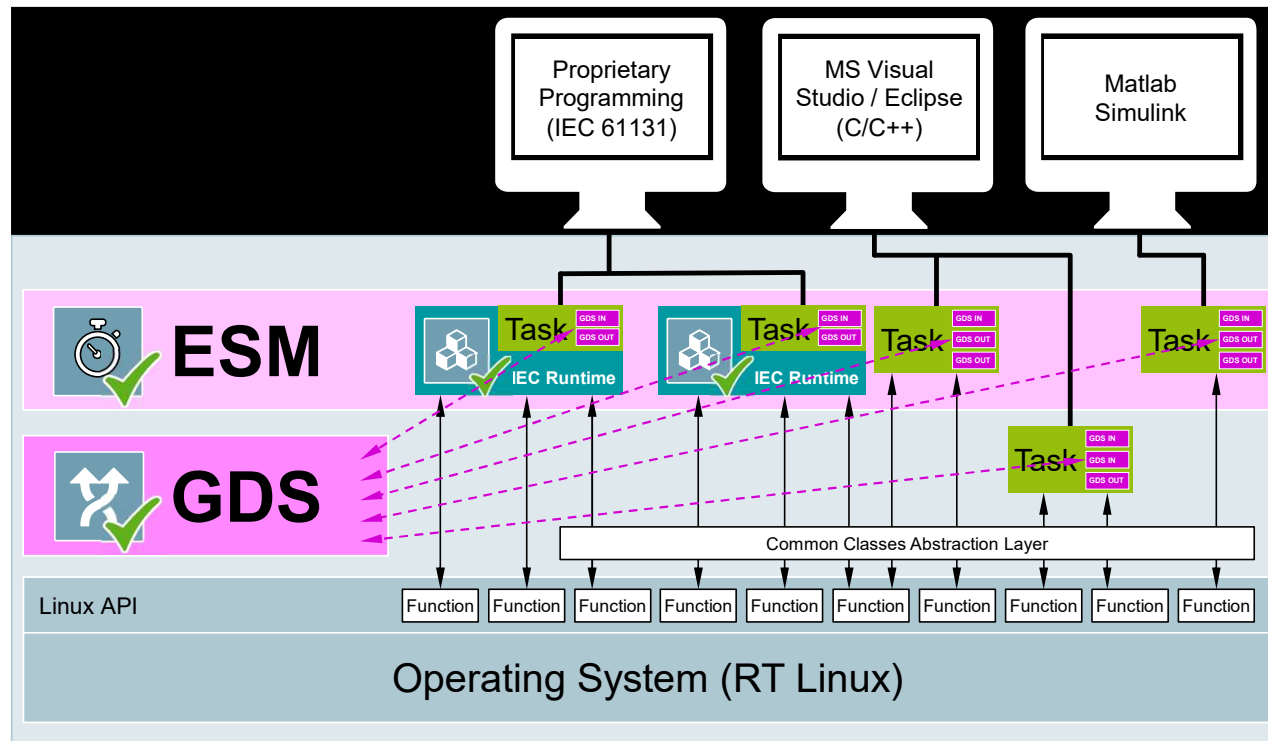 Proprietary
Programming
(IEC 61131)
MS Visual
Studio / Eclipse
(C/C++)
Matlab
Simulink
ESM
Task
GDS IN
GDS OUT
IEC Runtime
Task
GDS IN
GDS OUT
IEC Runtime
Task
GDS IN
GDS OUT
GDS OUT
Task
GDS IN
GDS OUT
GDS OUT
GDS
Task
GDS IN
GDS IN
GDS OUT
Common Classes Abstraction Layer
Linux API
Function
Function
Function
Function
Function
Function
Function
Function
Function
Function
Operating System (RT Linux)